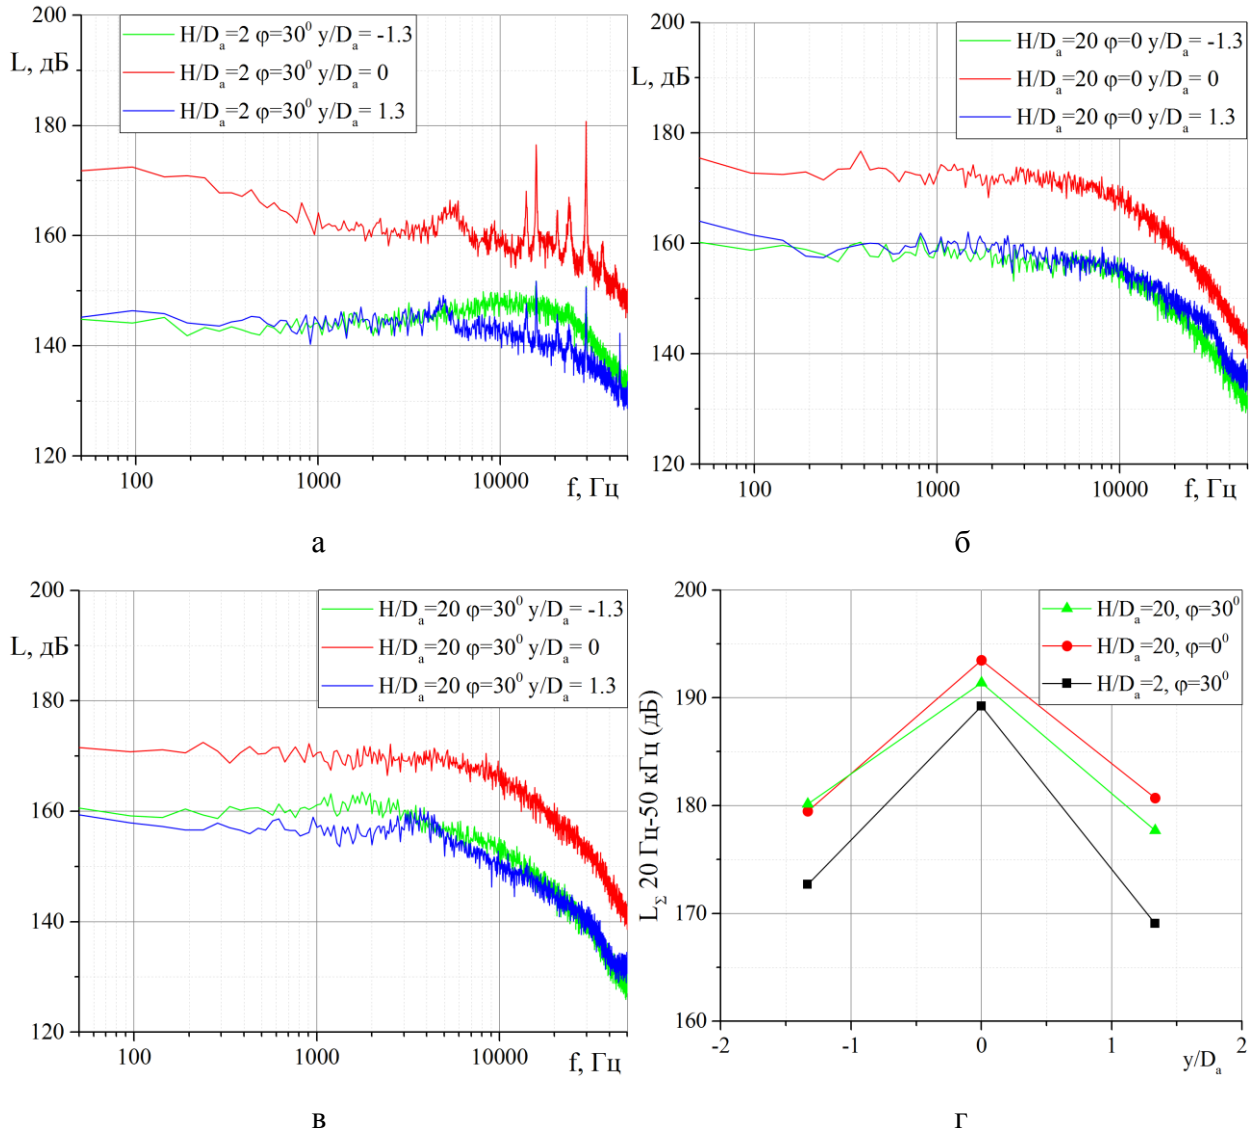 200
180
160
140
120
L, дБ
H/Dₐ=2 φ=30⁰ y/Dₐ= -1.3
H/Dₐ=2 φ=30⁰ y/Dₐ= 0
H/Dₐ=2 φ=30⁰ y/Dₐ= 1.3
100
1000
10000
f, Гц
а
200
180
160
140
120
L, дБ
H/Dₐ=20 φ=0 y/Dₐ= -1.3
H/Dₐ=20 φ=0 y/Dₐ= 0
H/Dₐ=20 φ=0 y/Dₐ= 1.3
100
1000
10000
f, Гц
б
200
180
160
140
120
L, дБ
H/Dₐ=20 φ=30⁰ y/Dₐ= -1.3
H/Dₐ=20 φ=30⁰ y/Dₐ= 0
H/Dₐ=20 φ=30⁰ y/Dₐ= 1.3
100
1000
10000
f, Гц
в
200
190
180
170
160
L_Σ 20 Гц-50 кГц (дБ)
H/Dₐ=20, φ=30⁰
H/Dₐ=20, φ=0⁰
H/Dₐ=2, φ=30⁰
-2
-1
0
1
2
y/Dₐ
г